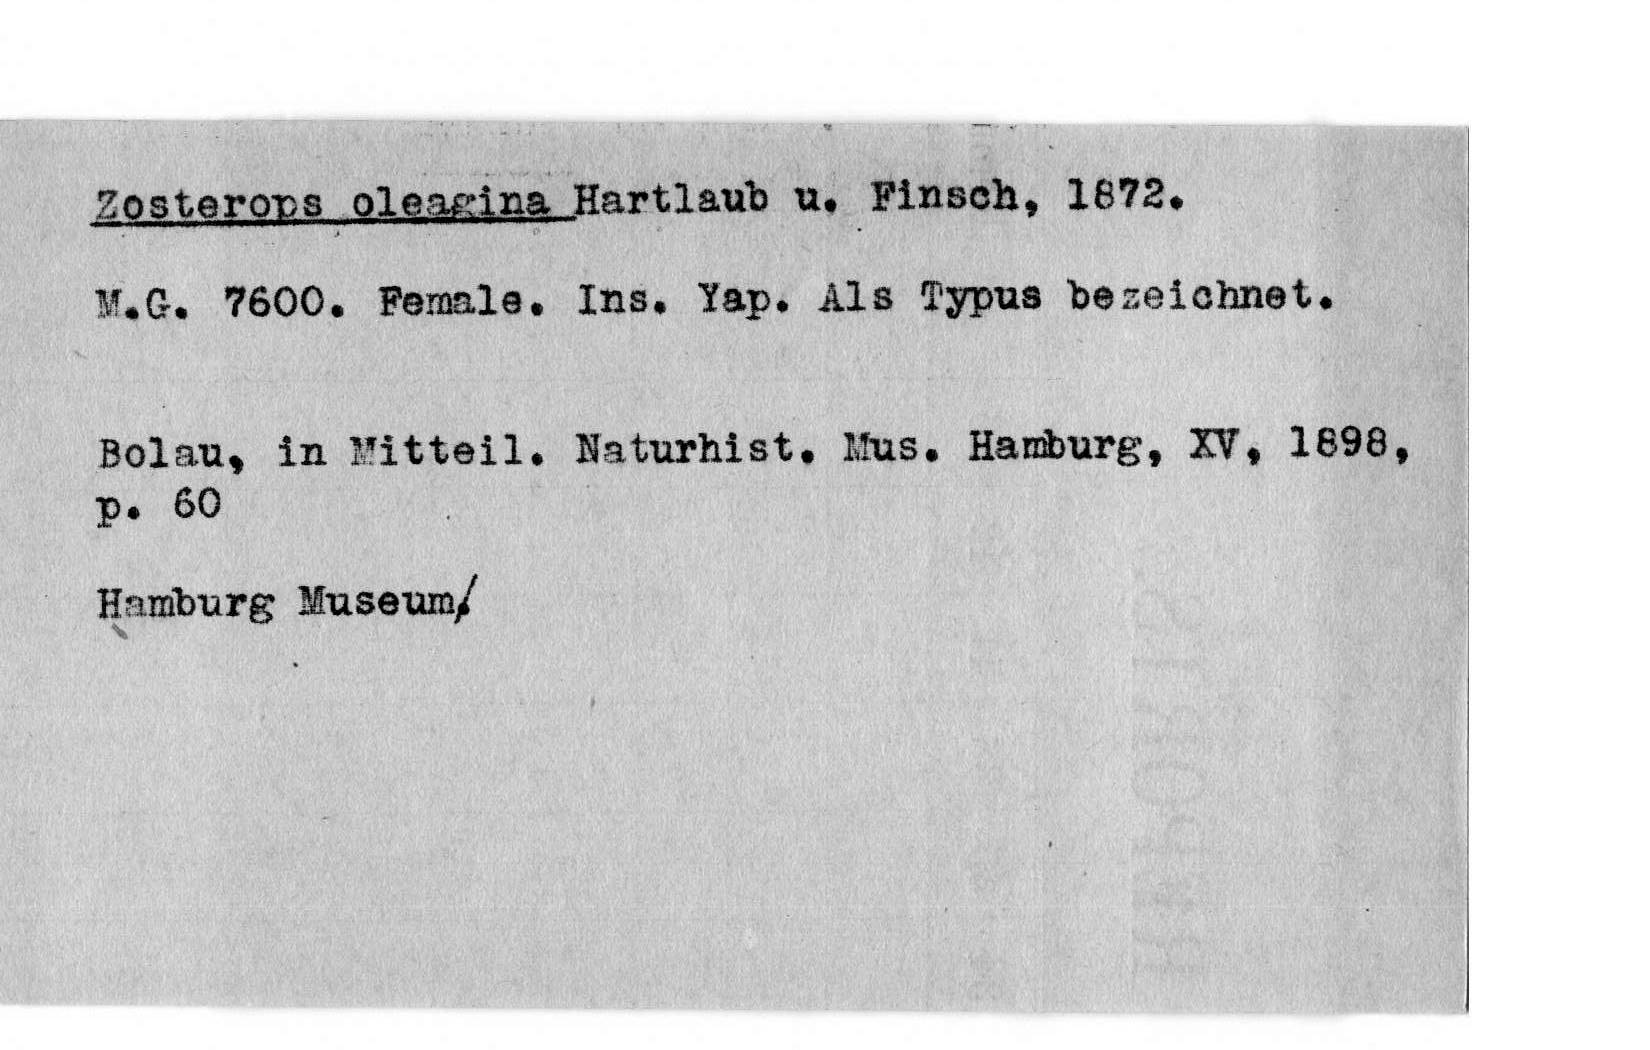 Zosterops oleagina Hartlaub u. Finsch, 1872.
M.G. 7600. Female. Ins. Yap. Als Typus bezeichnet.
Bolau, in Mitteil. Naturhist. Mus. Hamburg, XV, 1898,
p. 60
Hamburg Museum/